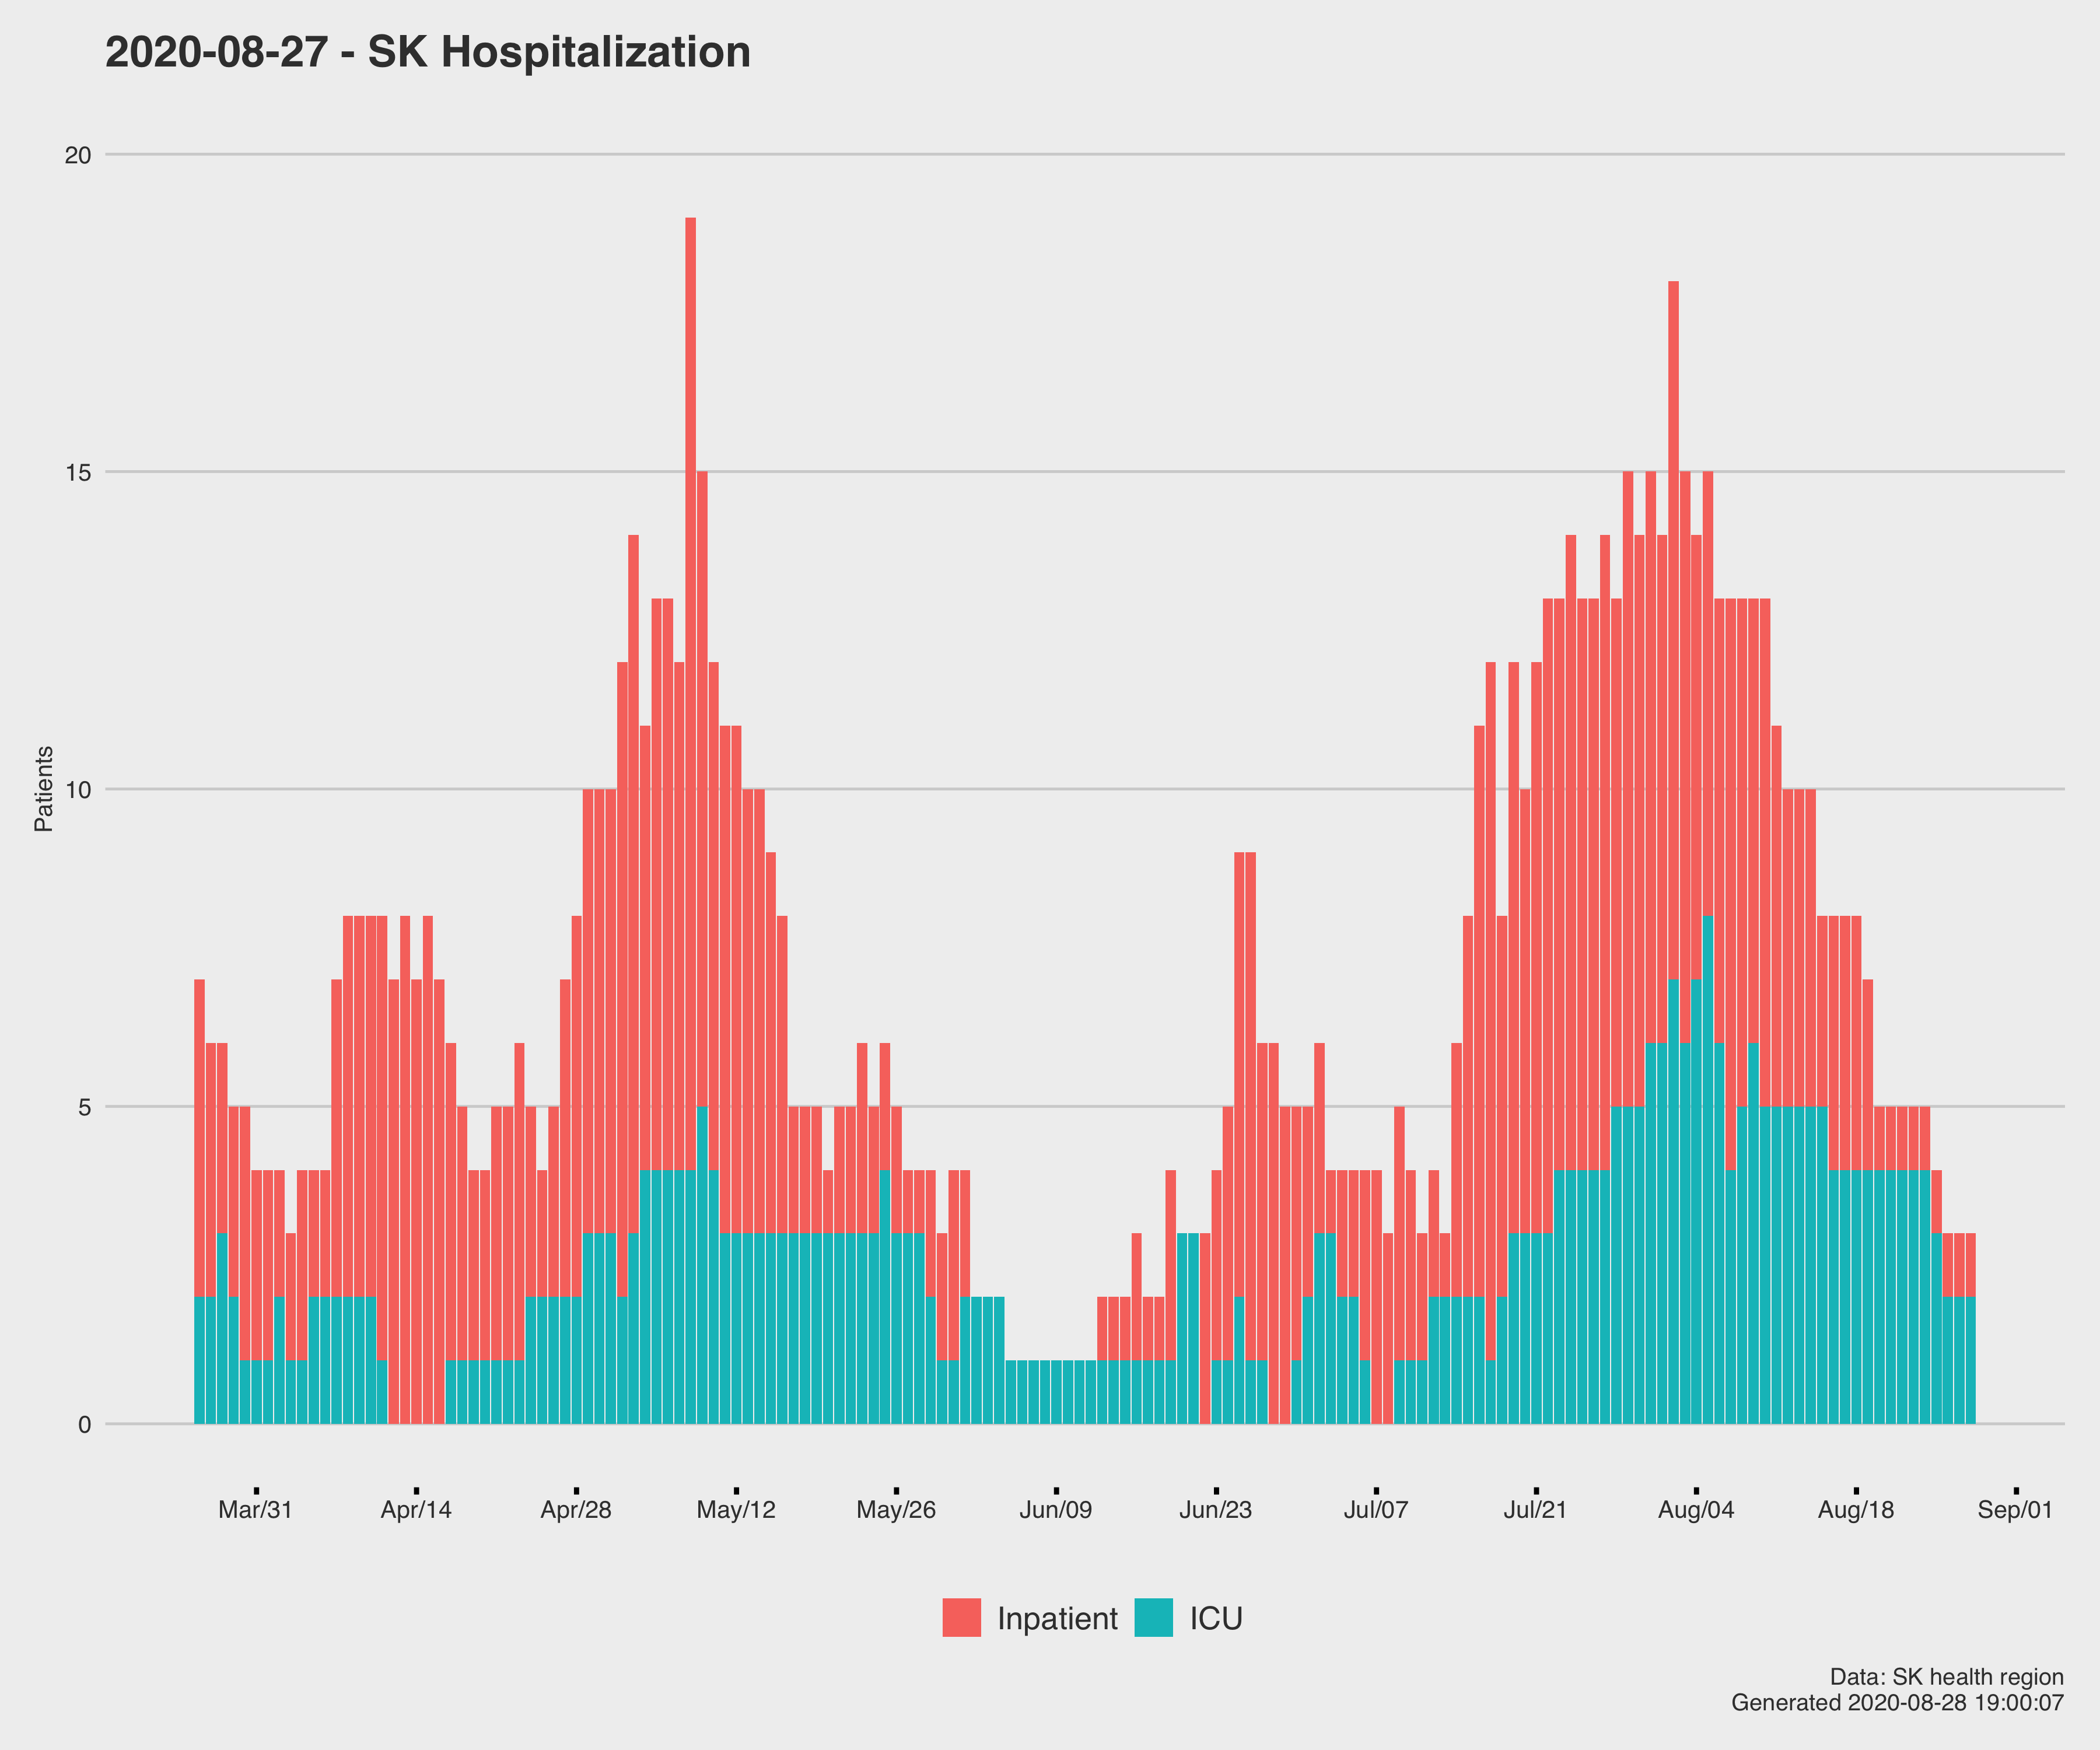 2020-08-27 - SK Hospitalization
20
15
10
5
0
Patients
Mar/31 Apr/14 Apr/28 May/12 May/26 Jun/09 Jun/23 Jul/07 Jul/21 Aug/04 Aug/18 Sep/01
Inpatient ICU
Data: SK health region
Generated 2020-08-28 19:00:07